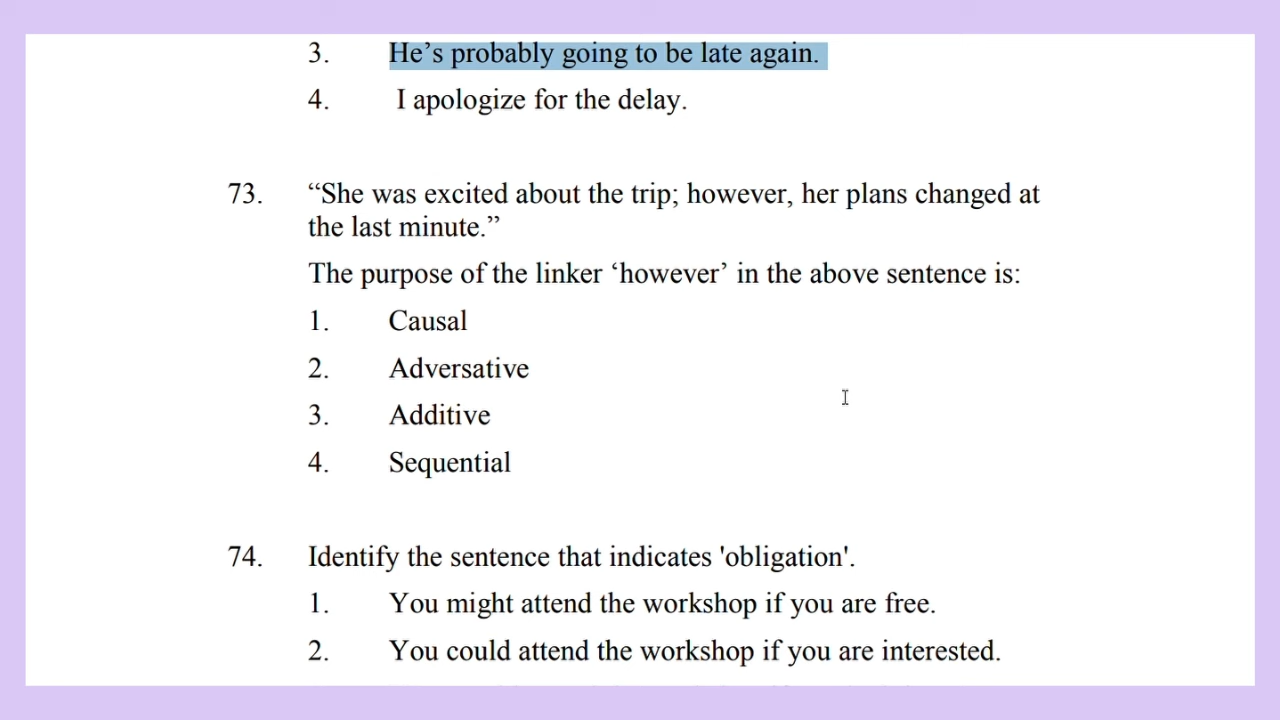 3. He’s probably going to be late again.
4. I apologize for the delay.
73. “She was excited about the trip; however, her plans changed at
the last minute.”
The purpose of the linker ‘however’ in the above sentence is:
1. Causal
2. Adversative
3. Additive
4. Sequential
74. Identify the sentence that indicates 'obligation'.
1. You might attend the workshop if you are free.
2. You could attend the workshop if you are interested.